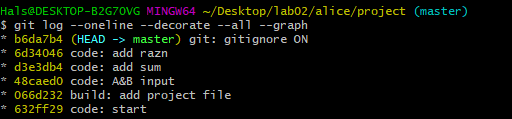 Hals@DESKTOP-B2G7OVG MINGW64 ~/Desktop/lab02/alice/project (master)
$ git log --oneline --decorate --all --graph
* b6da7b4 (HEAD -> master) git: gitignore ON
* 6d34046 code: add razn
* d3e3db4 code: add sum
* 48caed0 code: A&B input
* 066d232 build: add project file
* 632ff29 code: start